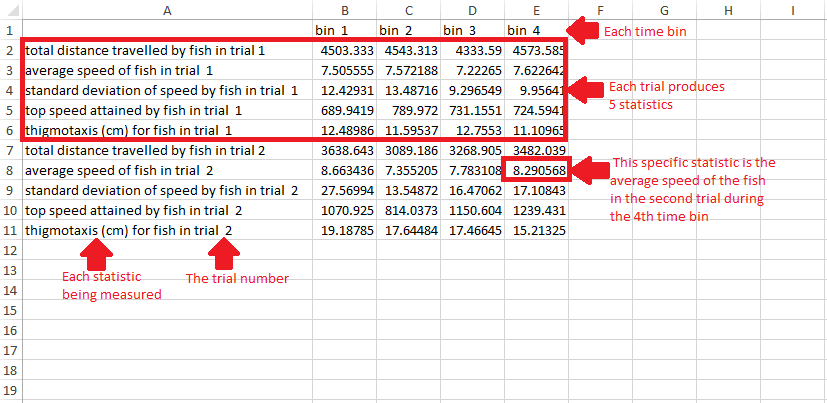 A B C D E F G H I
1 bin 1 bin 2 bin 3 bin 4 Each time bin
2 total distance travelled by fish in trial 1 4503.333 4543.313 4333.59 4573.585
3 average speed of fish in trial 1 7.505555 7.572188 7.22265 7.622642
4 standard deviation of speed by fish in trial 1 12.42931 13.48716 9.296549 9.95641 Each trial produces
5 top speed attained by fish in trial 1 689.9419 789.972 731.1551 724.5941 5 statistics
6 thigmotaxis (cm) for fish in trial 1 12.48986 11.59537 12.7553 11.10965
7 total distance travelled by fish in trial 2 3638.643 3089.186 3268.905 3482.039
8 average speed of fish in trial 2 8.663436 7.355205 7.783108 8.290568 This specific statistic is the
average speed of the fish
9 standard deviation of speed by fish in trial 2 27.56994 13.54872 16.47062 17.10843 in the second trial during
10 top speed attained by fish in trial 2 1070.925 814.0373 1150.604 1239.431 the 4th time bin
11 thigmotaxis (cm) for fish in trial 2 19.18785 17.64484 17.46645 15.21325
12
13 Each statistic The trial number
14 being measured
15
16
17
18
19